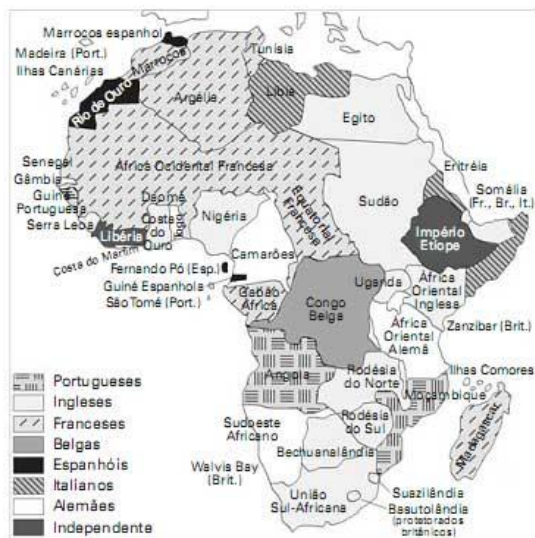 Marrocos espanhol
Madeira (Port.)
Ilhas Canárias
Marrocos
Tunísia
Rio de Ouro
Argélia
Líbia
Egito
África Ocidental Francesa
Senegal
Gâmbia
Guiné
Portuguesa
Serra Leoa
Libéria
Costa do Marfim
Costa
do
Ouro
Daomé
Togo
Nigéria
Equatorial
Francesa
Sudão
Eritréia
Somália
(Fr., Br., It.)
Império
Etíope
Camarões
Fernando Pó (Esp.)
Guiné Espanhola
São Tomé (Port.)
Gabão
África
Congo
Belga
Uganda
África
Oriental
Inglesa
África
Oriental
Alemã
Zanzibar (Brit.)
Ilhas Comores
Angola
Rodésia
do Norte
Moçambique
Rodésia
do Sul
Madagascar
Sudoeste
Africano
Walvis Bay
(Brit.)
Bechuanalândia
União
Sul-Africana
Suazilândia
Basutolândia
(protetorados
britânicos)
Portugueses
Ingleses
Franceses
Belgas
Espanhóis
Italianos
Alemães
Independente